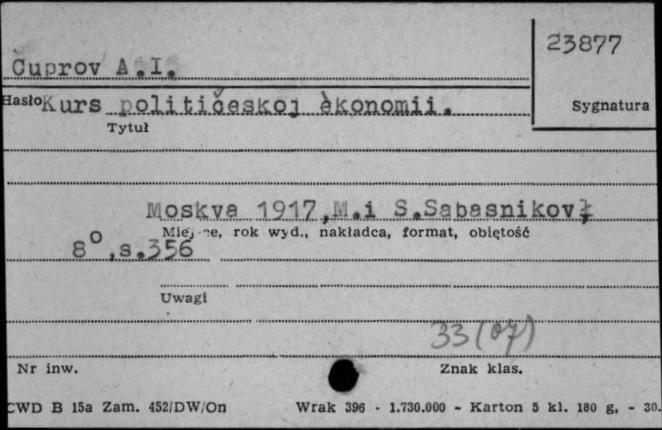 23877
Čuprov A.I.
Hasło Kurs političeskoj èkonomii. Sygnatura
Tytuł
Moskva 1917, M.i S.Sabasnikov
Miejsce, rok wyd., nakładca, format, objętość
8°, s.356
Uwagi
33(07)
Nr inw. Znak klas.
CWD B 15a Zam. 452/DW/On Wrak 396 - 1.730.000 - Karton 5 kl. 180 g. - 30.